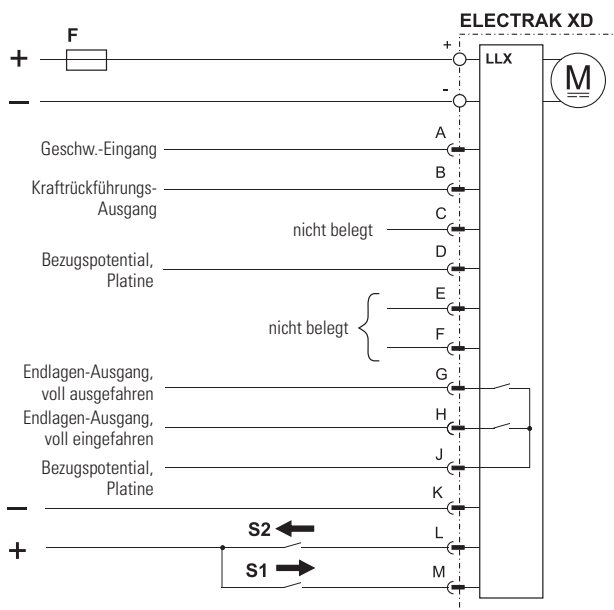 ELECTRAK XD
F
+
+
LLX
M
−
-
A
Geschw.-Eingang
B
Kraftrückführungs-
Ausgang
C
nicht belegt
D
Bezugspotential,
Platine
E
nicht belegt
F
Endlagen-Ausgang,
voll ausgefahren
G
Endlagen-Ausgang,
voll eingefahren
H
Bezugspotential,
Platine
J
−
K
+
S2
L
S1
M